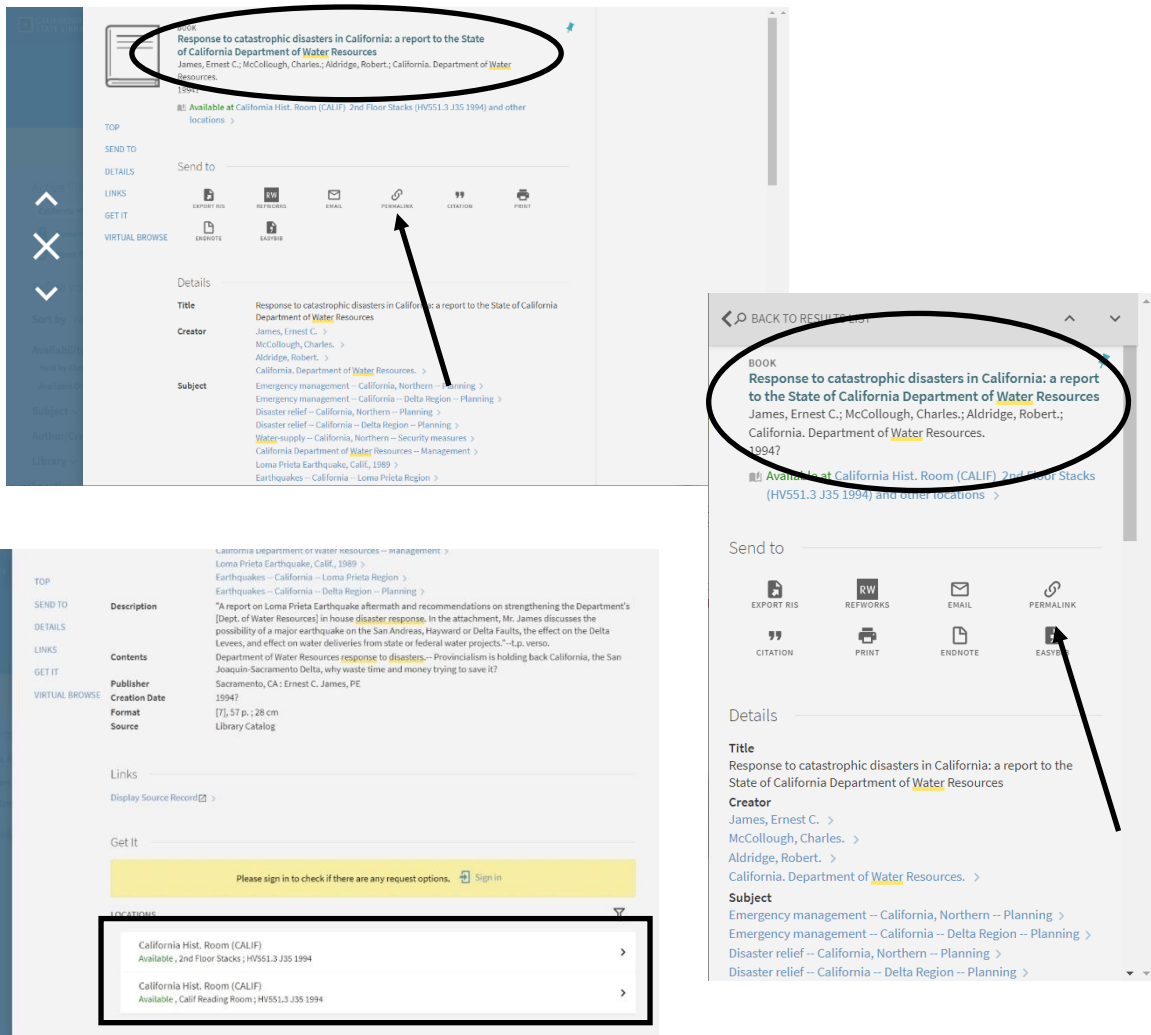 BOOK
Response to catastrophic disasters in California: a report to the State
of California Department of Water Resources
James, Ernest C.; McCollough, Charles.; Aldridge, Robert.; California. Department of Water
Resources.
1994?
Available at California Hist. Room (CALIF) 2nd Floor Stacks (HV551.3 J35 1994) and other
locations >
TOP
SEND TO
DETAILS
LINKS
GET IT
VIRTUAL BROWSE
Send to
EXPORT RIS
RW
REFWORKS
EMAIL
PERMALINK
CITATION
PRINT
ENDNOTE
EASYBIB
Details
Title Response to catastrophic disasters in California: a report to the State of California
Department of Water Resources
Creator James, Ernest C. >
McCollough, Charles. >
Aldridge, Robert. >
California. Department of Water Resources. >
Subject Emergency management -- California, Northern -- Planning >
Emergency management -- California -- Delta Region -- Planning >
Disaster relief -- California, Northern -- Planning >
Disaster relief -- California -- Delta Region -- Planning >
Water-supply -- California, Northern -- Security measures >
California Department of Water Resources -- Management >
Loma Prieta Earthquake, Calif., 1989 >
Earthquakes -- California -- Loma Prieta Region >
California Department of Water Resources -- Management >
Loma Prieta Earthquake, Calif., 1989 >
Earthquakes -- California -- Loma Prieta Region >
Earthquakes -- California -- Delta Region -- Planning >
TOP
SEND TO
DETAILS
LINKS
GET IT
VIRTUAL BROWSE
Description "A report on Loma Prieta Earthquake aftermath and recommendations on strengthening the Department's
[Dept. of Water Resources] in house disaster response. In the attachment, Mr. James discusses the
possibility of a major earthquake on the San Andreas, Hayward or Delta Faults, the effect on the Delta
Levees, and effect on water deliveries from state or federal water projects."--t.p. verso.
Contents Department of Water Resources response to disasters.-- Provincialism is holding back California, the San
Joaquin-Sacramento Delta, why waste time and money trying to save it?
Publisher Sacramento, CA : Ernest C. James, PE
Creation Date 1994?
Format [7], 57 p. ; 28 cm
Source Library Catalog
Links
Display Source Record >
Get It
Please sign in to check if there are any request options. Sign in
LOCATIONS
California Hist. Room (CALIF)
Available , 2nd Floor Stacks ; HV551.3 J35 1994
California Hist. Room (CALIF)
Available , Calif Reading Room ; HV551.3 J35 1994
BACK TO RESULTS LIST
BOOK
Response to catastrophic disasters in California: a report
to the State of California Department of Water Resources
James, Ernest C.; McCollough, Charles.; Aldridge, Robert.;
California. Department of Water Resources.
1994?
Available at California Hist. Room (CALIF) 2nd Floor Stacks
(HV551.3 J35 1994) and other locations >
Send to
EXPORT RIS
RW
REFWORKS
EMAIL
PERMALINK
CITATION
PRINT
ENDNOTE
EASYBIB
Details
Title
Response to catastrophic disasters in California: a report to the
State of California Department of Water Resources
Creator
James, Ernest C. >
McCollough, Charles. >
Aldridge, Robert. >
California. Department of Water Resources. >
Subject
Emergency management -- California, Northern -- Planning >
Emergency management -- California -- Delta Region -- Planning >
Disaster relief -- California, Northern -- Planning >
Disaster relief -- California -- Delta Region -- Planning >